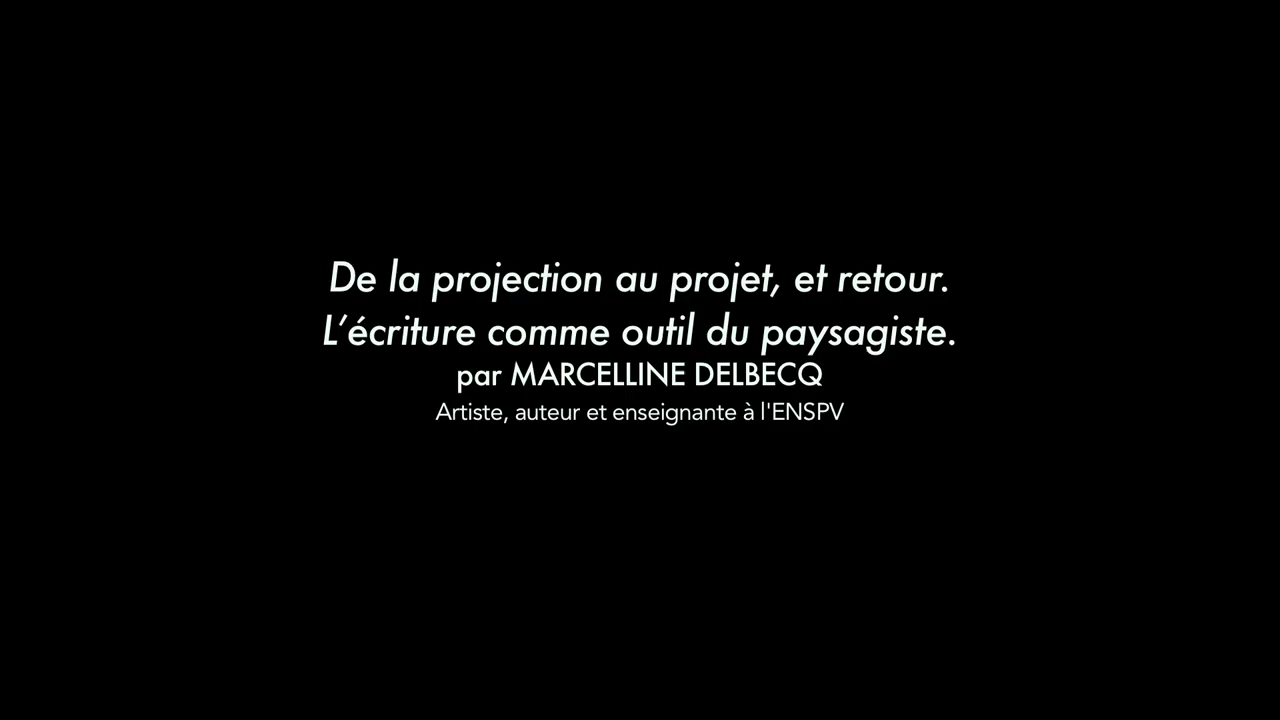 De la projection au projet, et retour.
L’écriture comme outil du paysagiste.
par MARCELLINE DELBECQ
Artiste, auteur et enseignante à l'ENSPV